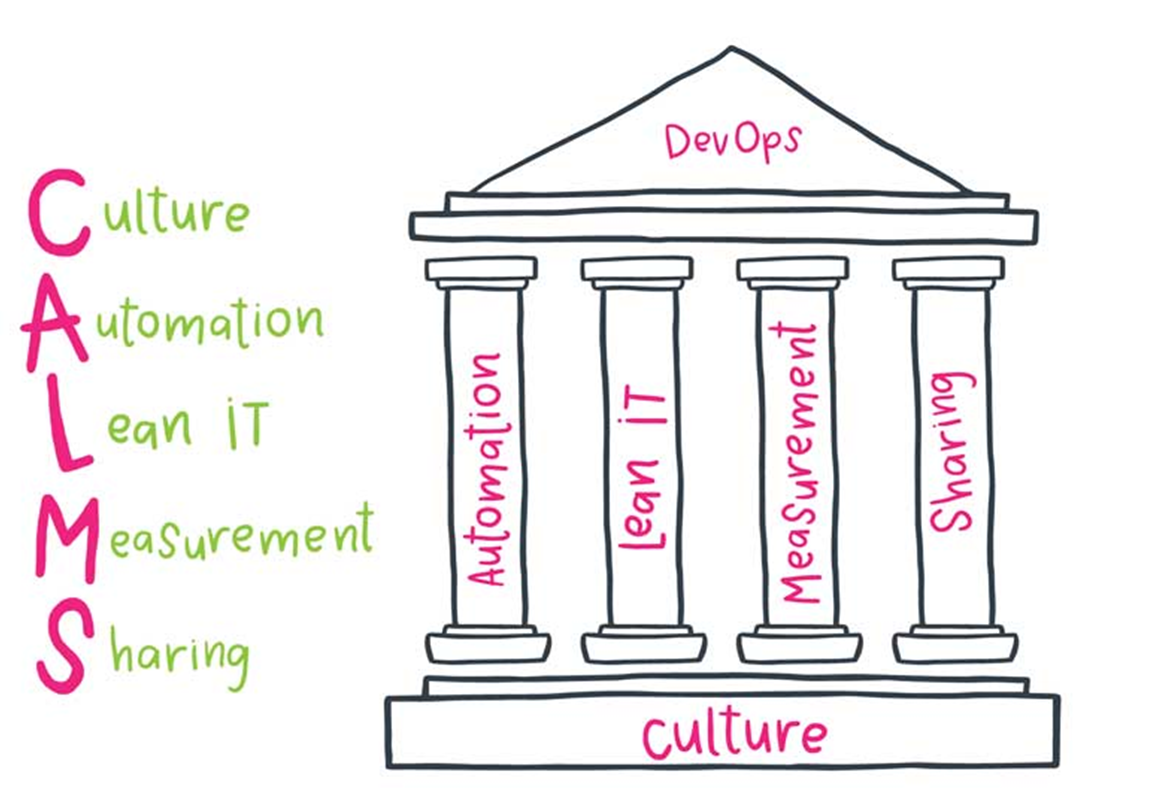 Culture
Automation
Lean iT
Measurement
Sharing
DevOps
Automation
Lean iT
Measurement
Sharing
Culture